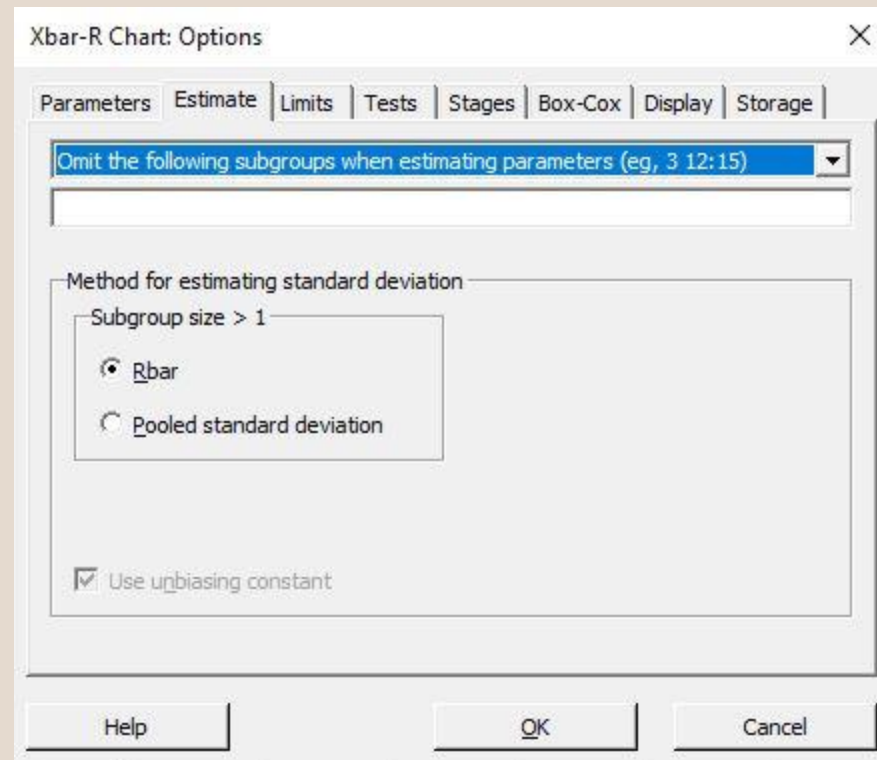 Xbar-R Chart: Options
Parameters Estimate Limits Tests Stages Box-Cox Display Storage
Omit the following subgroups when estimating parameters (eg, 3 12:15)
Method for estimating standard deviation
Subgroup size > 1
Rbar
Pooled standard deviation
Use unbiasing constant
Help OK Cancel